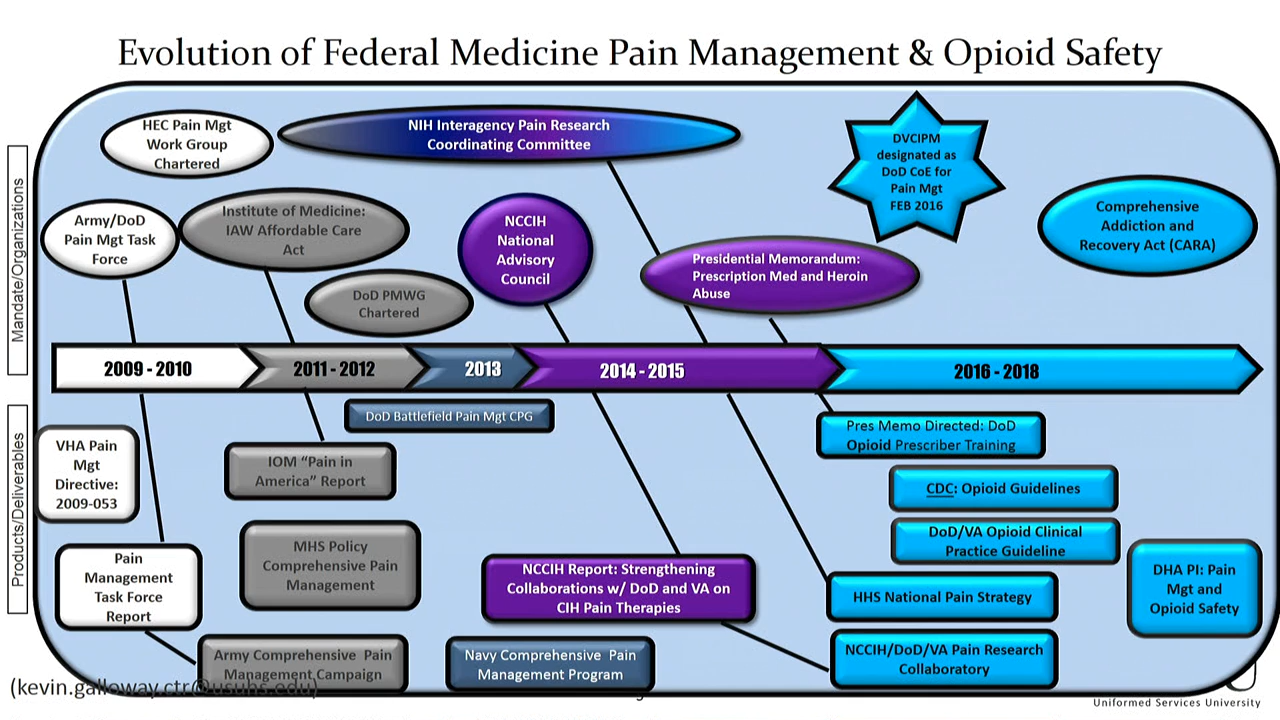 Evolution of Federal Medicine Pain Management & Opioid Safety
Mandate/Organizations
HEC Pain Mgt
Work Group
Chartered
NIH Interagency Pain Research
Coordinating Committee
DVCIPM
designated as
DoD CoE for
Pain Mgt
FEB 2016
Army/DoD
Pain Mgt Task
Force
Institute of Medicine:
IAW Affordable Care
Act
NCCIH
National
Advisory
Council
Comprehensive
Addiction and
Recovery Act (CARA)
DoD PMWG
Chartered
Presidential Memorandum:
Prescription Med and Heroin
Abuse
2009 - 2010
2011 - 2012
2013
2014 - 2015
2016 - 2018
Products/Deliverables
DoD Battlefield Pain Mgt CPG
Pres Memo Directed: DoD
Opioid Prescriber Training
VHA Pain
Mgt
Directive:
2009-053
IOM “Pain in
America” Report
CDC: Opioid Guidelines
MHS Policy
Comprehensive Pain
Management
DoD/VA Opioid Clinical
Practice Guideline
Pain
Management
Task Force
Report
NCCIH Report: Strengthening
Collaborations w/ DoD and VA on
CIH Pain Therapies
HHS National Pain Strategy
DHA PI: Pain
Mgt and
Opioid Safety
Army Comprehensive Pain
Management Campaign
Navy Comprehensive Pain
Management Program
NCCIH/DoD/VA Pain Research
Collaboratory
(kevin.galloway.ctr@usuhs.edu)
Uniformed Services University